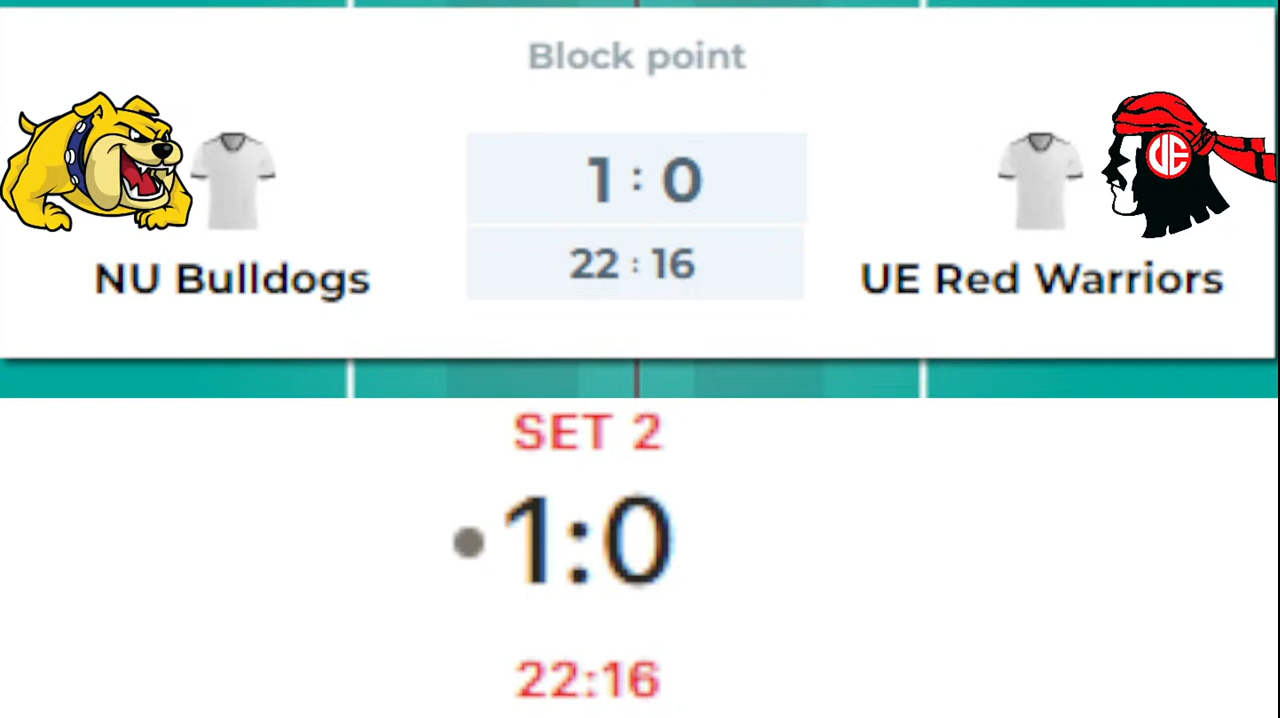 Block point
1 : 0
22 : 16
UE
NU Bulldogs
UE Red Warriors
SET 2
1:0
22:16